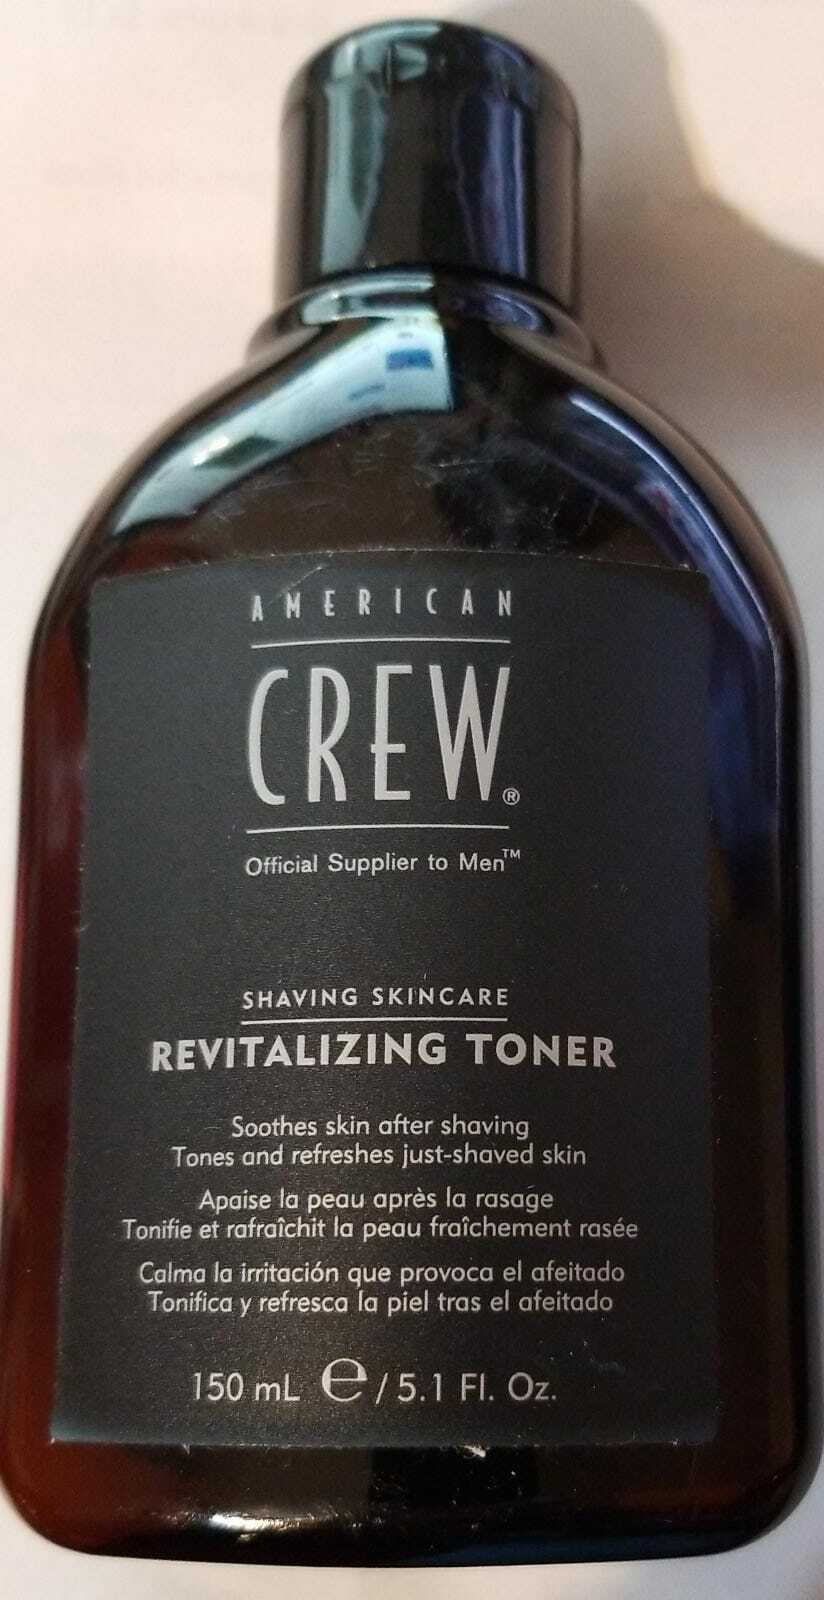 AMERICAN
CREW®
Official Supplier to Men™
SHAVING SKINCARE
REVITALIZING TONER
Soothes skin after shaving
Tones and refreshes just-shaved skin
Apaise la peau après la rasage
Tonifie et rafraîchit la peau fraîchement rasée
Calma la irritación que provoca el afeitado
Tonifica y refresca la piel tras el afeitado
150 mL ℮ / 5.1 Fl. Oz.